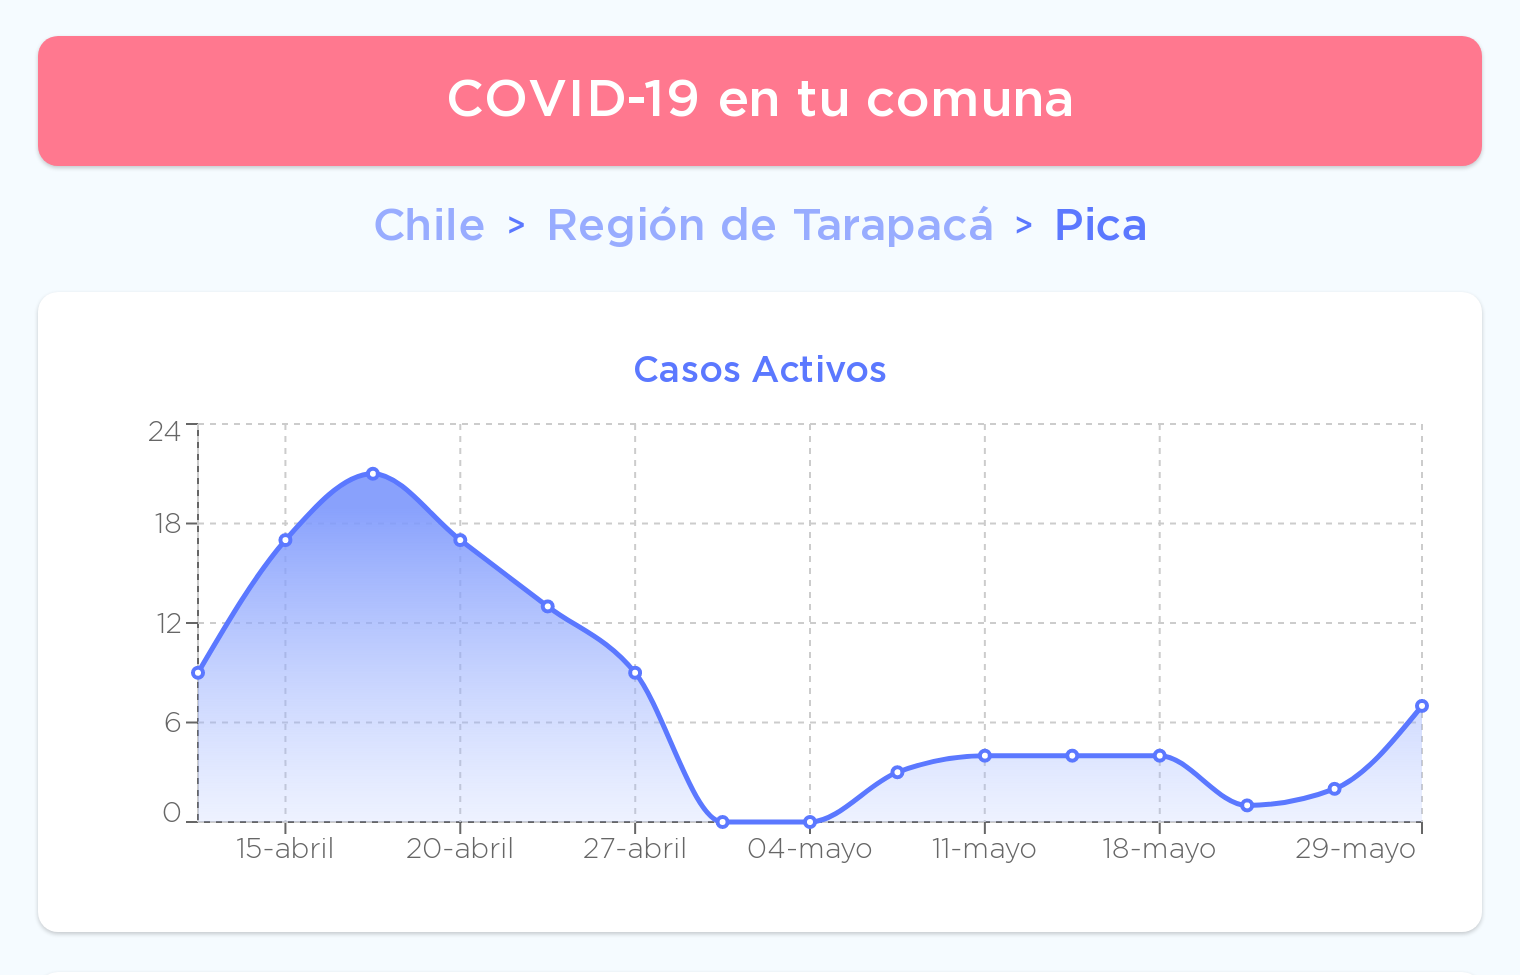 COVID-19 en tu comuna
Chile > Región de Tarapacá > Pica
Casos Activos
24
18
12
6
0
15-abril 20-abril 27-abril 04-mayo 11-mayo 18-mayo 29-mayo